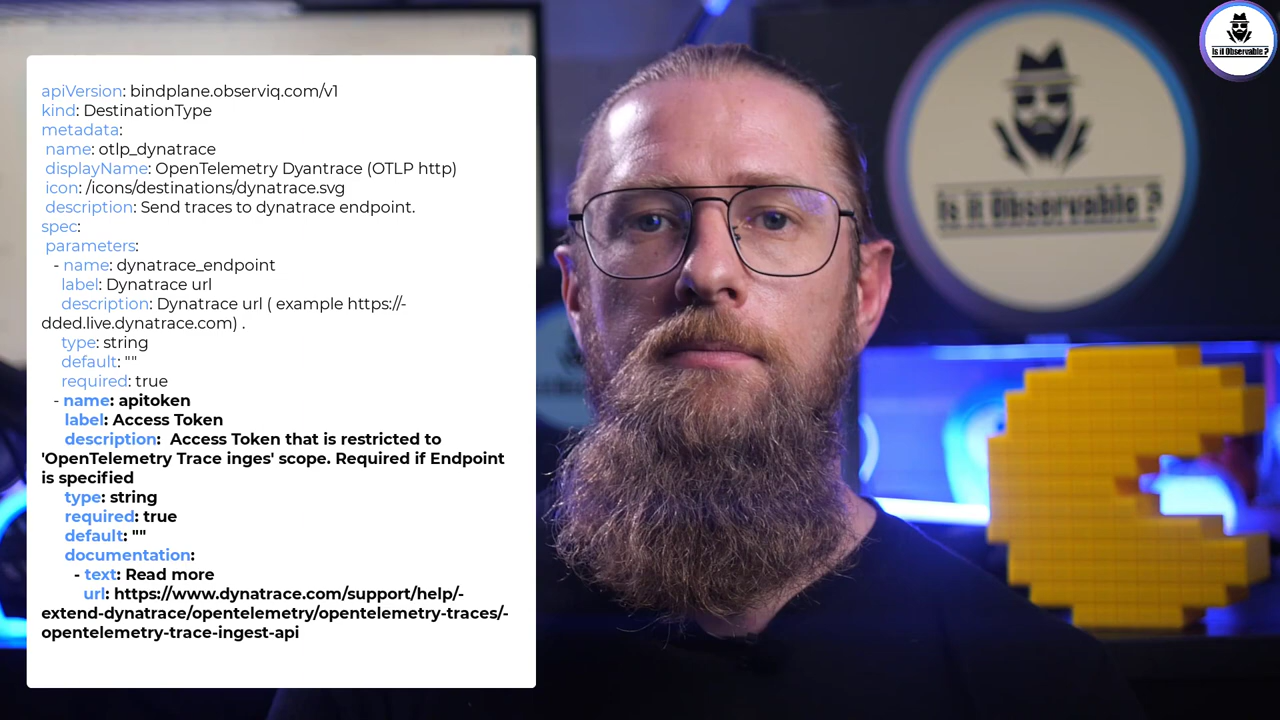 apiVersion: bindplane.observiq.com/v1
kind: DestinationType
metadata:
name: otlp_dynatrace
displayName: OpenTelemetry Dyantrace (OTLP http)
icon: /icons/destinations/dynatrace.svg
description: Send traces to dynatrace endpoint.
spec:
parameters:
- name: dynatrace_endpoint
label: Dynatrace url
description: Dynatrace url ( example https://-
dded.live.dynatrace.com) .
type: string
default: ""
required: true
- name: apitoken
label: Access Token
description:  Access Token that is restricted to
'OpenTelemetry Trace inges' scope. Required if Endpoint
is specified
type: string
required: true
default: ""
documentation:
- text: Read more
url: https://www.dynatrace.com/support/help/-
extend-dynatrace/opentelemetry/opentelemetry-traces/-
opentelemetry-trace-ingest-api
is it Observable ?
is it Observable ?